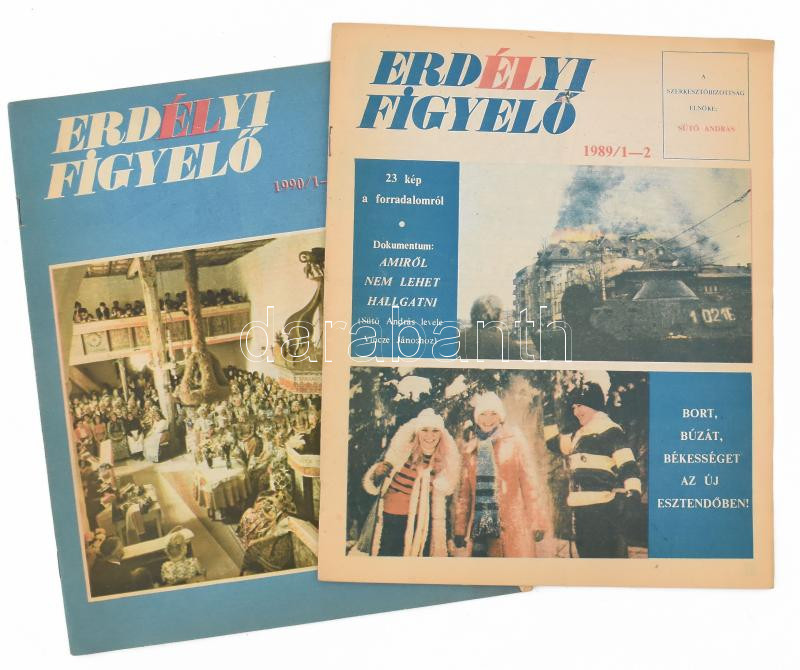 ERDÉLYI
FIGYELŐ
1990/1—
ERDÉLYI
FIGYELŐ
1989/1—2
A
SZERKESZTŐBIZOTTSÁG
ELNÖKE:
SÜTŐ ANDRÁS
23 kép
a forradalomról
Dokumentum:
AMIRŐL
NEM LEHET
HALLGATNI
(Sütő András levele
Vincze Jánoshoz)
1 021E
BORT,
BÚZÁT,
BÉKESSÉGET
AZ ÚJ
ESZTENDŐBEN!
darabanth